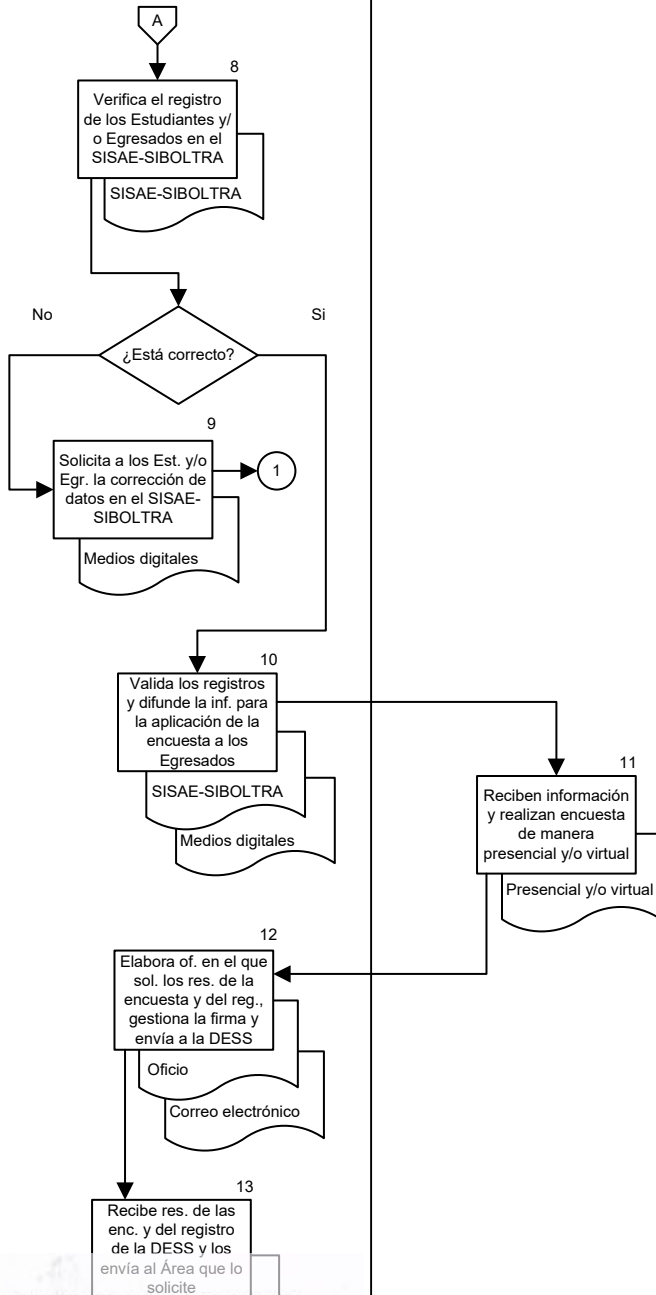 A
8
Verifica el registro
de los Estudiantes y/
o Egresados en el
SISAE-SIBOLTRA
SISAE-SIBOLTRA
No
Si
¿Está correcto?
9
Solicita a los Est. y/o
Egr. la corrección de
datos en el SISAE-
SIBOLTRA
1
Medios digitales
10
Valida los registros
y difunde la inf. para
la aplicación de la
encuesta a los
Egresados
SISAE-SIBOLTRA
Medios digitales
11
Reciben información
y realizan encuesta
de manera
presencial y/o virtual
Presencial y/o virtual
12
Elabora of. en el que
sol. los res. de la
encuesta y del reg.,
gestiona la firma y
envía a la DESS
Oficio
Correo electrónico
13
Recibe res. de las
enc. y del registro
de la DESS y los
envía al Área que lo
solicite